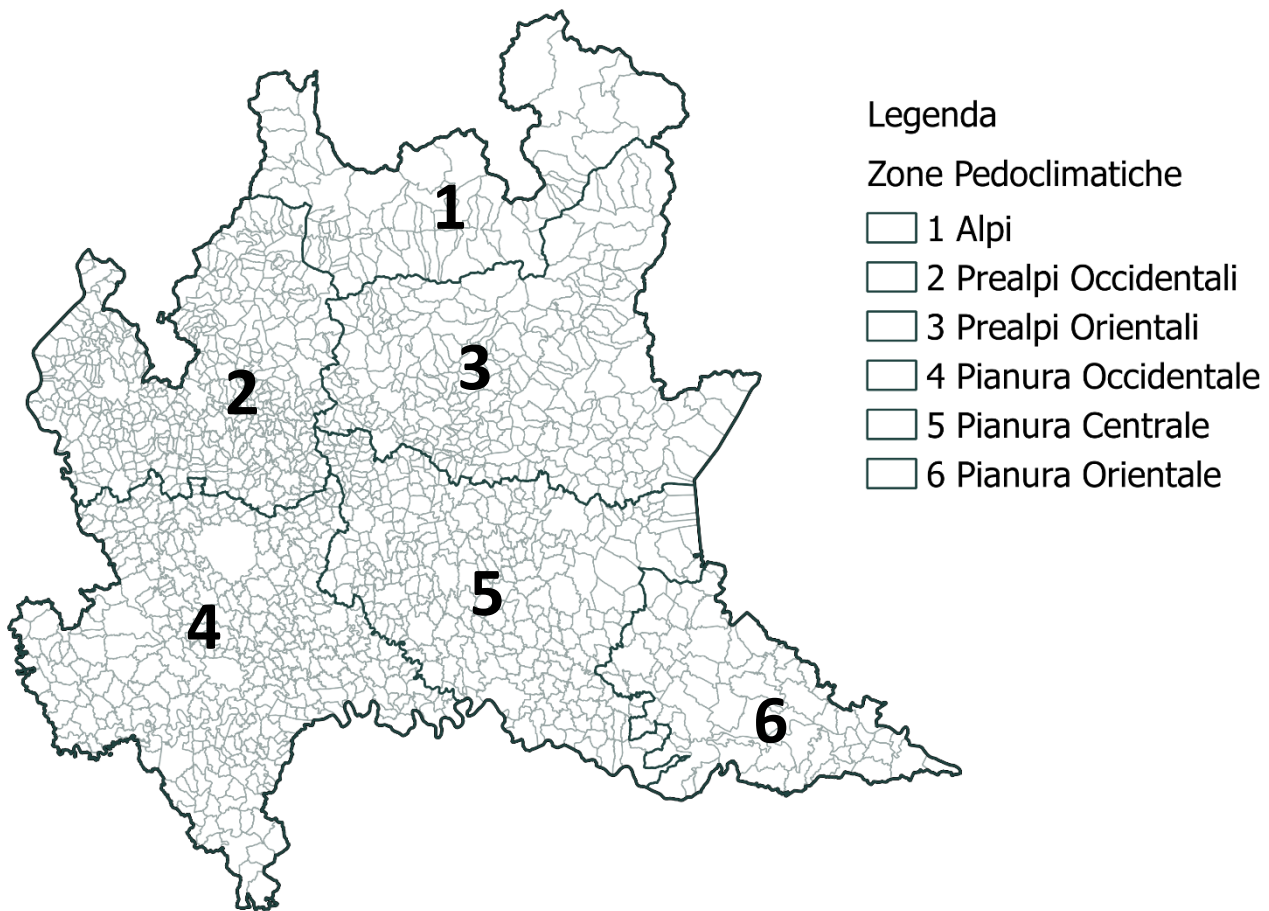 1
2
3
4
5
6
Legenda
Zone Pedoclimatiche
1 Alpi
2 Prealpi Occidentali
3 Prealpi Orientali
4 Pianura Occidentale
5 Pianura Centrale
6 Pianura Orientale